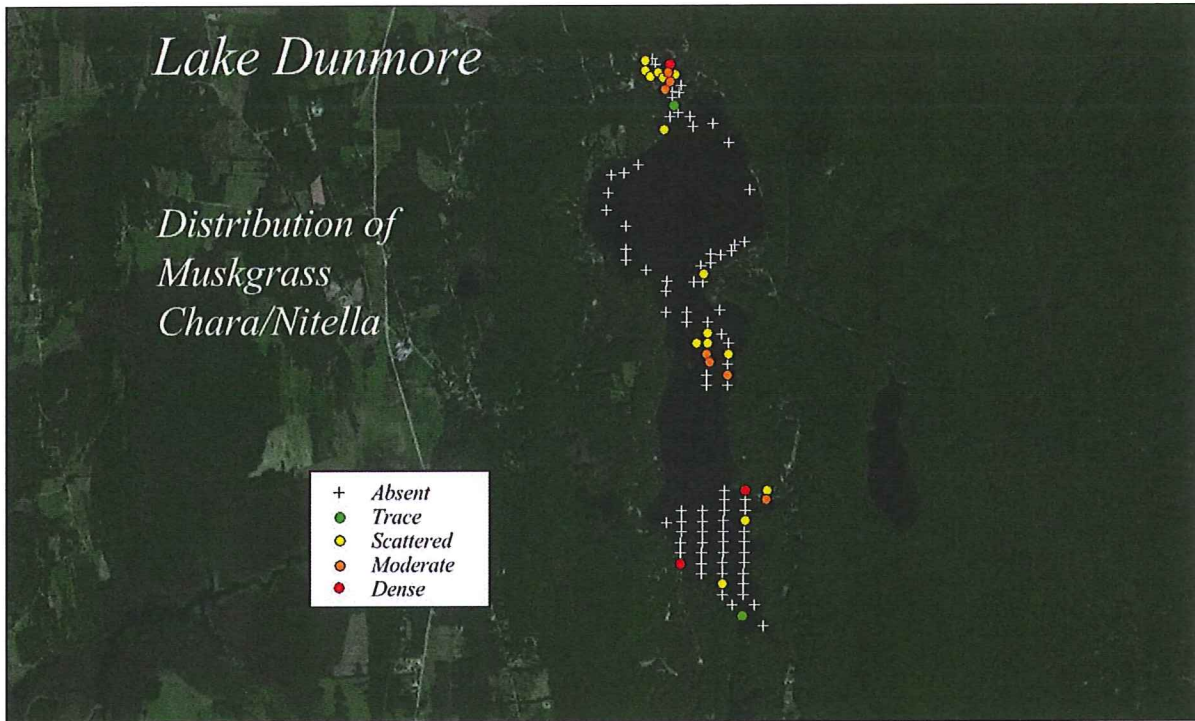 Lake Dunmore
Distribution of
Muskgrass
Chara/Nitella
Absent
Trace
Scattered
Moderate
Dense